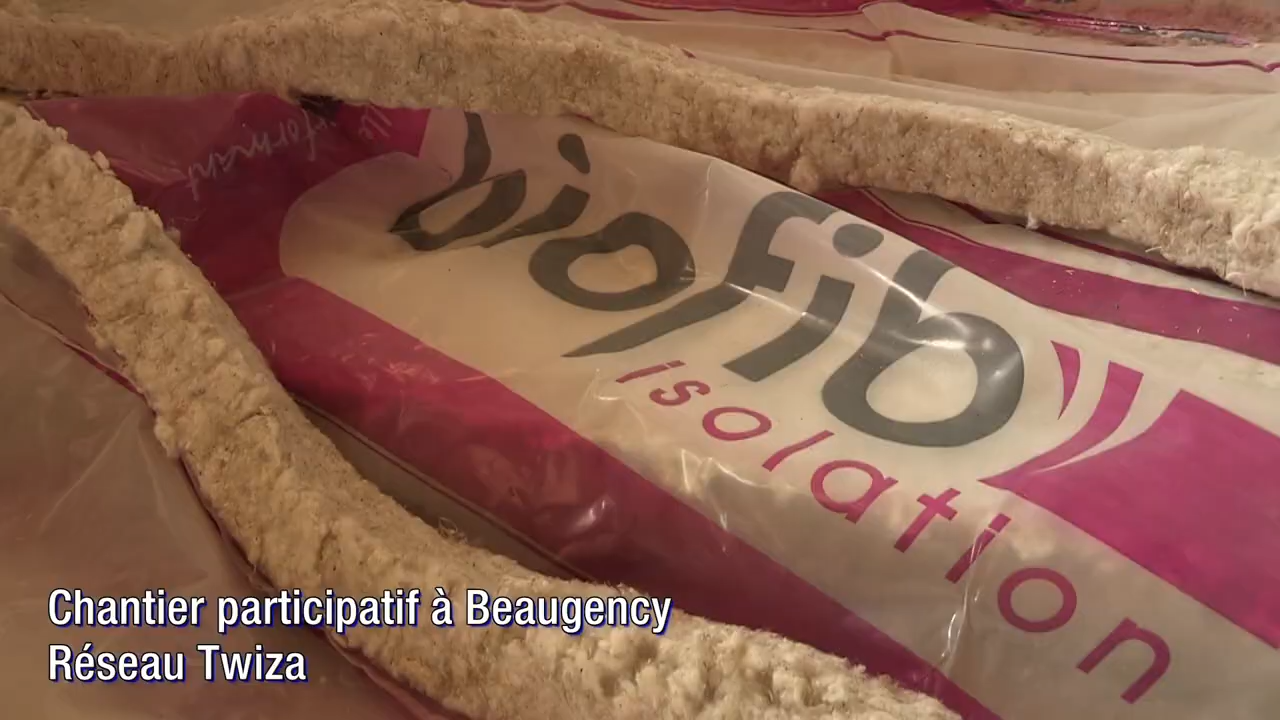 biofib
isolation
Chantier participatif à Beaugency
Réseau Twiza